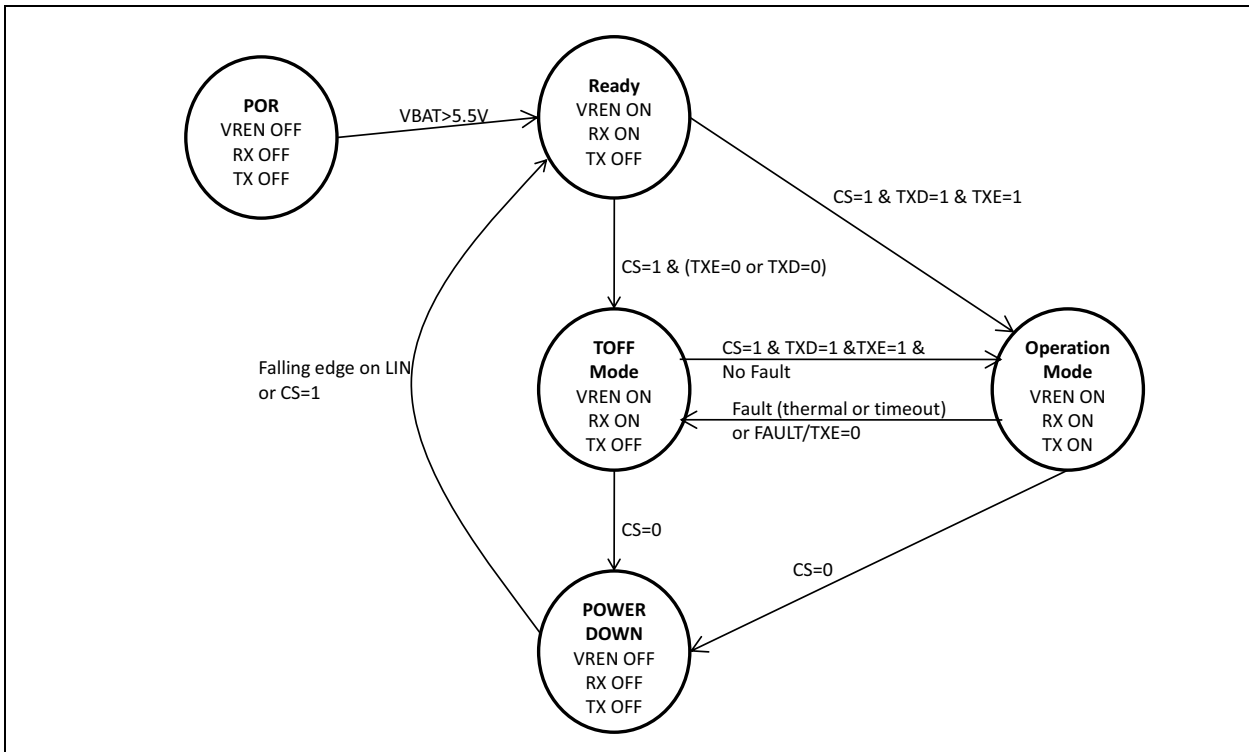 POR
VREN OFF
RX OFF
TX OFF
VBAT>5.5V
Ready
VREN ON
RX ON
TX OFF
CS=1 & TXD=1 & TXE=1
CS=1 & (TXE=0 or TXD=0)
Falling edge on LIN
or CS=1
TOFF
Mode
VREN ON
RX ON
TX OFF
CS=1 & TXD=1 &TXE=1 &
No Fault
Fault (thermal or timeout)
or FAULT/TXE=0
Operation
Mode
VREN ON
RX ON
TX ON
CS=0
CS=0
POWER
DOWN
VREN OFF
RX OFF
TX OFF